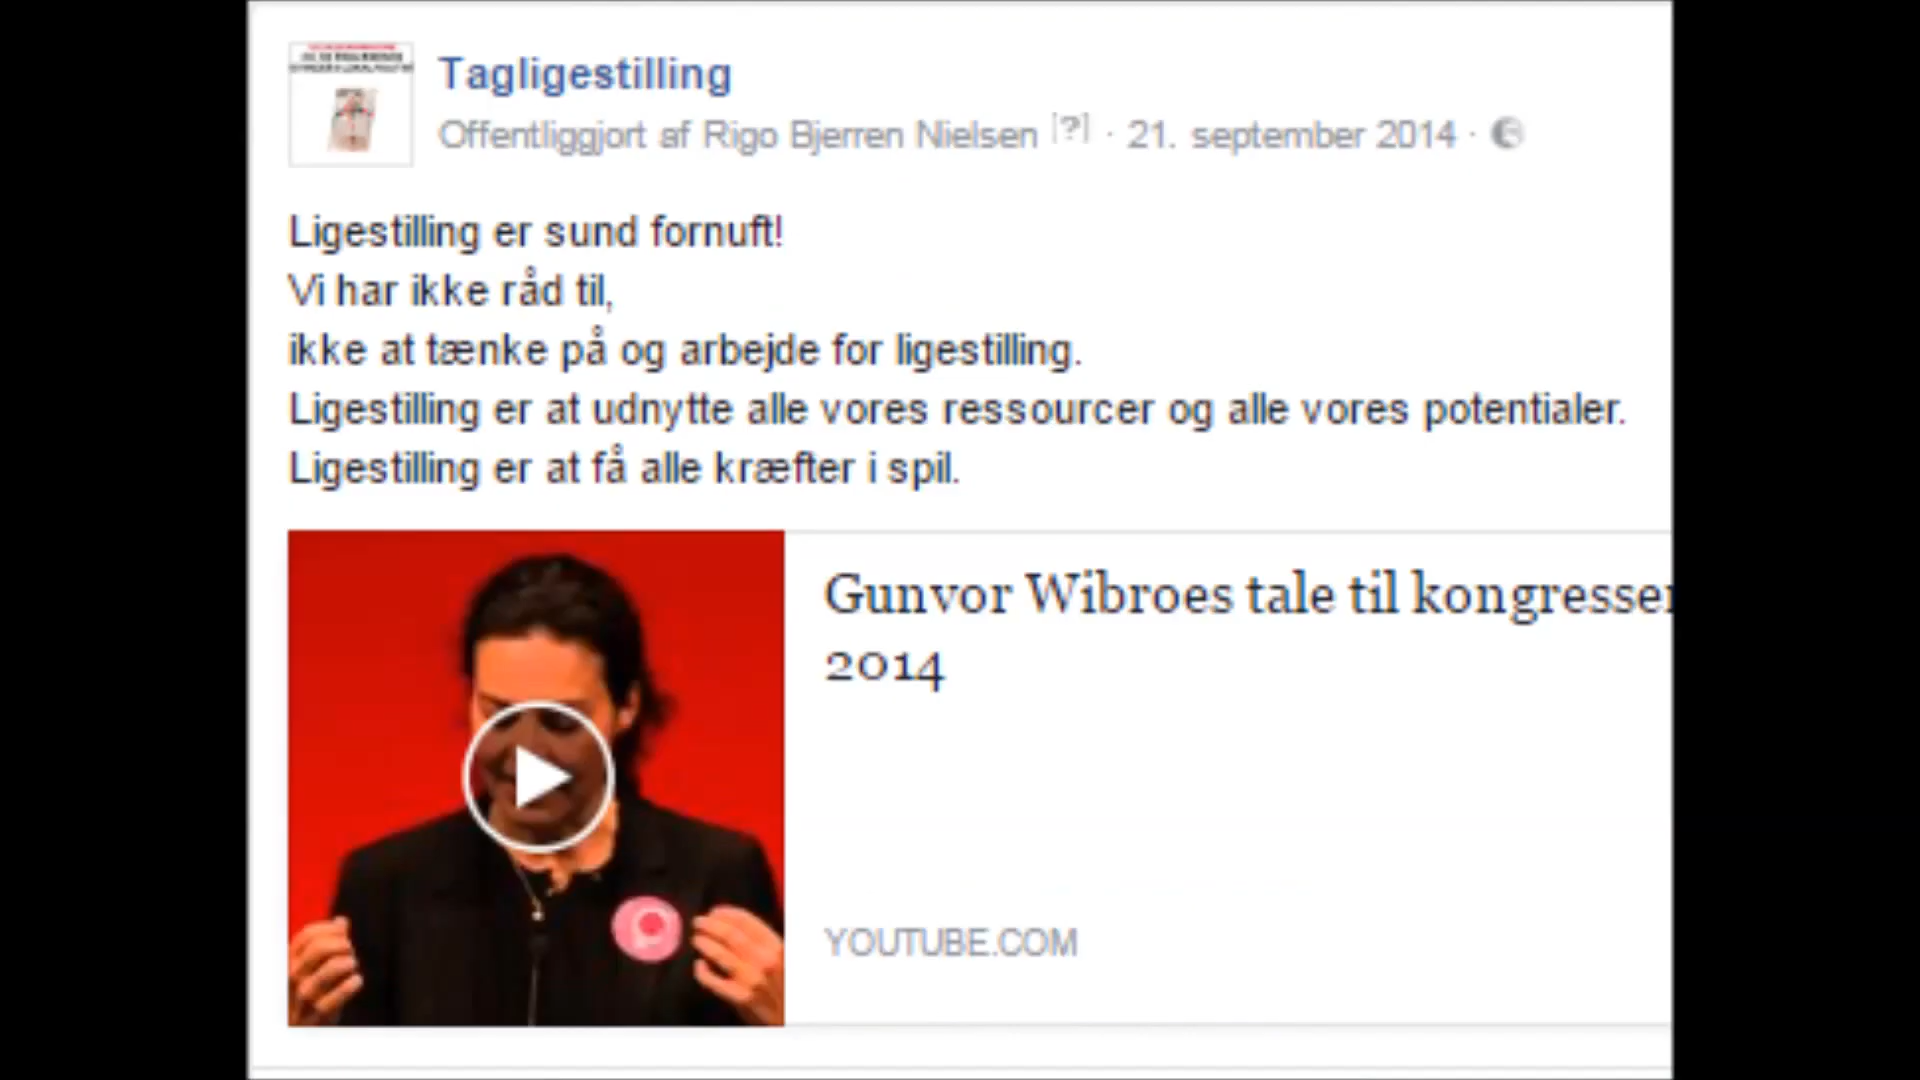 Tagligestilling
Offentliggjort af Rigo Bjerren Nielsen [?] · 21. september 2014 ·
Ligestilling er sund fornuft!
Vi har ikke råd til,
ikke at tænke på og arbejde for ligestilling.
Ligestilling er at udnytte alle vores ressourcer og alle vores potentialer.
Ligestilling er at få alle kræfter i spil.
Gunvor Wibroes tale til kongressen
2014
YOUTUBE.COM